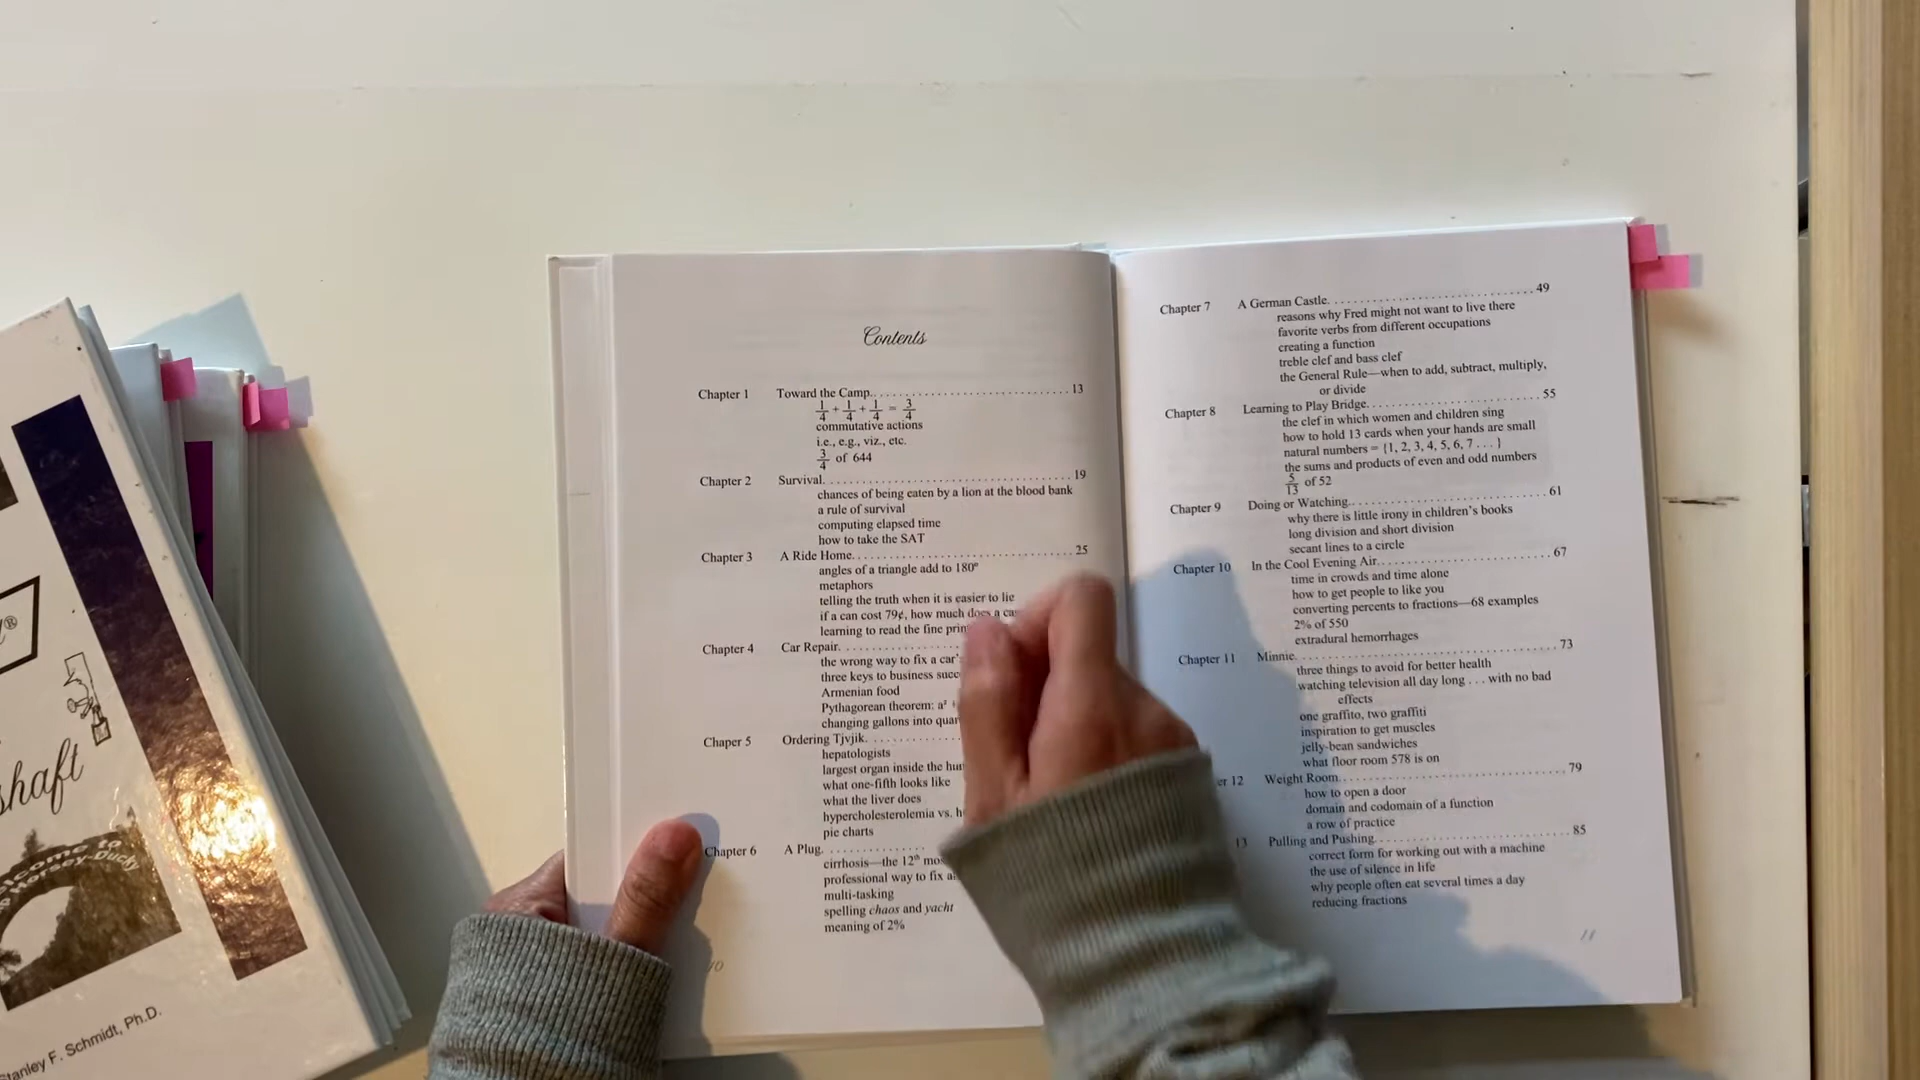 Contents
Chapter 1 Toward the Camp. . . . . . . . . . . . . . . . . . . . . . . . . . . . . . 13
1/4 + 1/4 + 1/4 = 3/4
commutative actions
i.e., e.g., viz., etc.
3/4 of 644
Chapter 2 Survival. . . . . . . . . . . . . . . . . . . . . . . . . . . . . . 19
chances of being eaten by a lion at the blood bank
a rule of survival
computing elapsed time
how to take the SAT
Chapter 3 A Ride Home. . . . . . . . . . . . . . . . . . . . . . . . . . . . . . 25
angles of a triangle add to 180°
metaphors
telling the truth when it is easier to lie
if a can cost 79¢, how much does a
learning to read the fine
Chapter 4 Car Repair. . . . . . . . . . . . .
the wrong way to fix a car's
three keys to business
Armenian food
Pythagorean theorem: a²
changing gallons into
Chaper 5 Ordering Tjvjik. . . . . . . . . .
hepatologists
largest organ inside the
what one-fifth looks like
what the liver does
hypercholesterolemia vs.
pie charts
Chapter 6 A Plug. . . . . . . . . . . . . .
cirrhosis—the 12th
professional way to fix
multi-tasking
spelling chaos and yacht
meaning of 2%
10
Chapter 7 A German Castle. . . . . . . . . . . . . . . . . . . . . . . . . . . . 49
reasons why Fred might not want to live there
favorite verbs from different occupations
creating a function
treble clef and bass clef
the General Rule—when to add, subtract, multiply,
or divide
Chapter 8 Learning to Play Bridge. . . . . . . . . . . . . . . . . . . . . . . . 55
the clef in which women and children sing
how to hold 13 cards when your hands are small
natural numbers = {1, 2, 3, 4, 5, 6, 7 . . . }
the sums and products of even and odd numbers
5/13 of 52
Chapter 9 Doing or Watching. . . . . . . . . . . . . . . . . . . . . . . . . . . 61
why there is little irony in children's books
long division and short division
secant lines to a circle
Chapter 10 In the Cool Evening Air. . . . . . . . . . . . . . . . . . . . . . . 67
time in crowds and time alone
how to get people to like you
converting percents to fractions—68 examples
2% of 550
extradural hemorrhages
Chapter 11 Minnie. . . . . . . . . . . . . . . . . . . . . . . . . . . . . . . . 73
three things to avoid for better health
watching television all day long . . . with no bad
effects
one graffito, two graffiti
inspiration to get muscles
jelly-bean sandwiches
what floor room 578 is on
12 Weight Room. . . . . . . . . . . . . . . . . . . . . . . . . . . . . 79
how to open a door
domain and codomain of a function
a row of practice
13 Pulling and Pushing. . . . . . . . . . . . . . . . . . . . . . . . . 85
correct form for working out with a machine
the use of silence in life
why people often eat several times a day
reducing fractions
11
®
Horsey-Ducky
Stanley F. Schmidt, Ph.D.